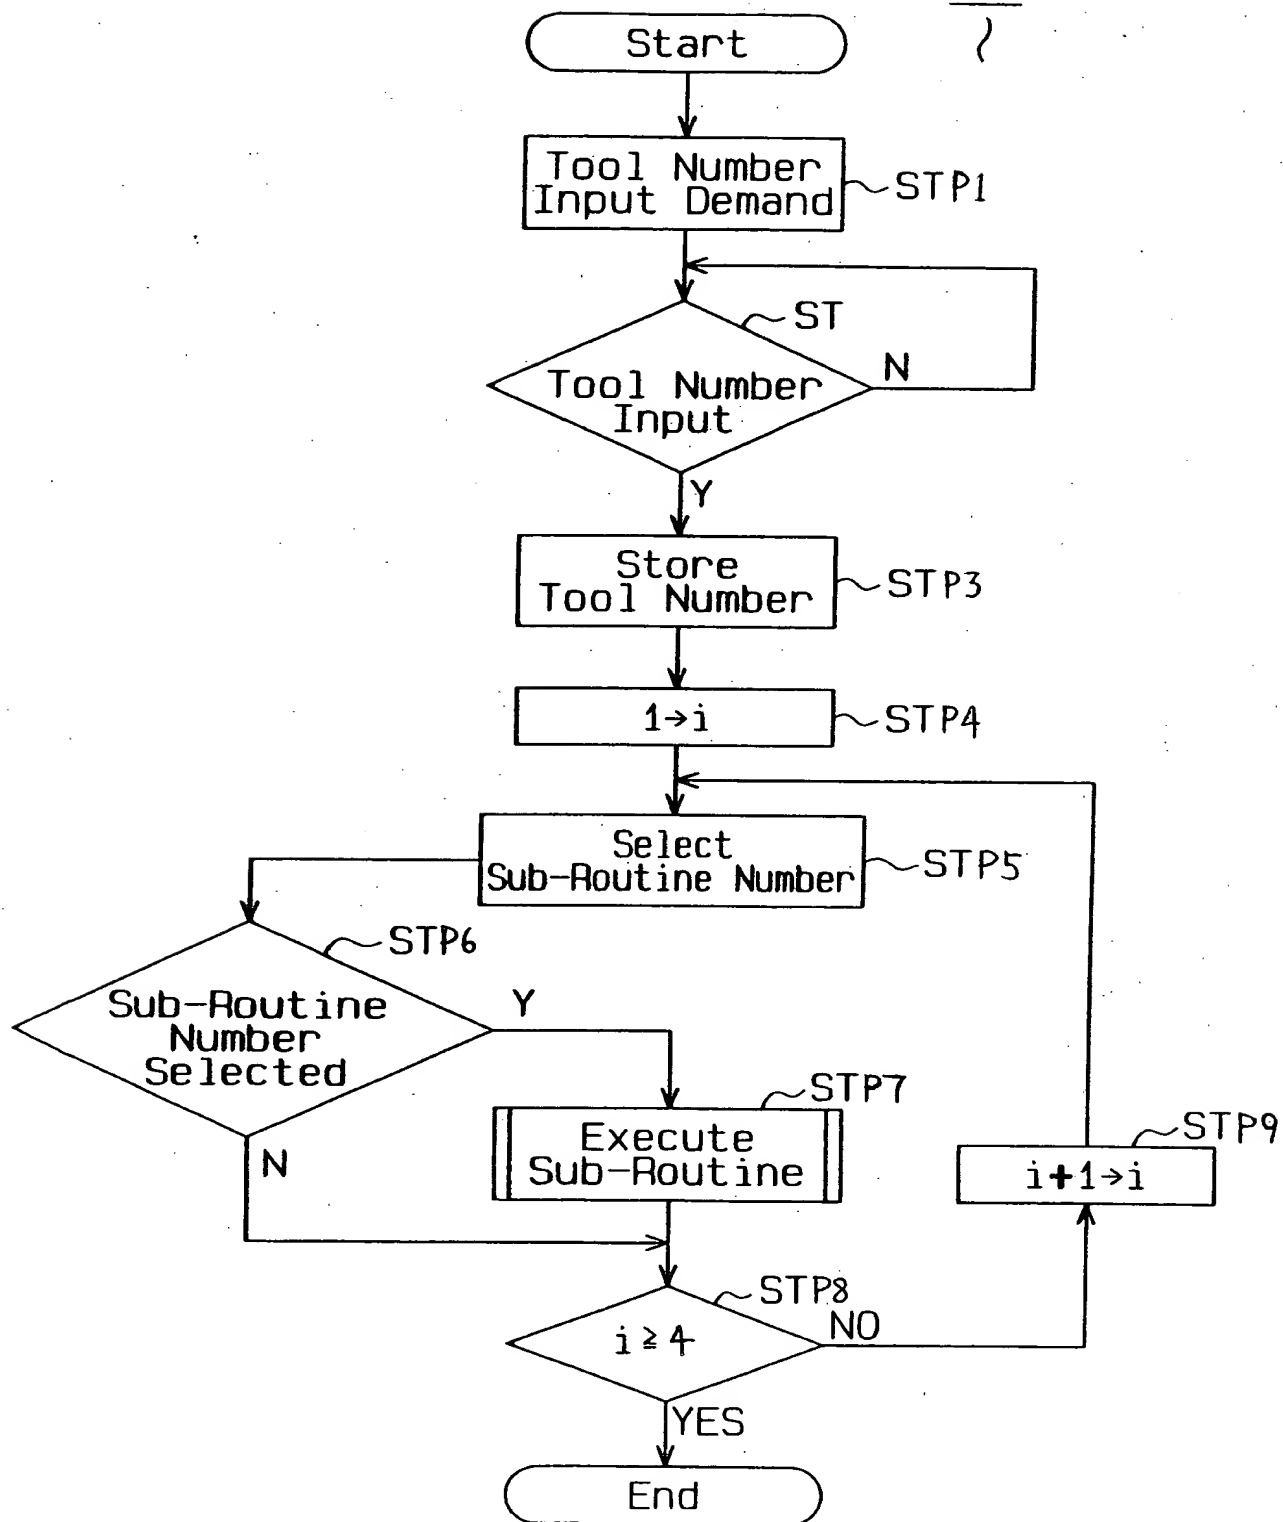 Start
Tool Number
Input Demand
STP1
ST
Tool Number
Input
N
Y
Store
Tool Number
STP3
1→i
STP4
Select
Sub-Routine Number
STP5
STP6
Sub-Routine
Number
Selected
Y
N
STP7
Execute
Sub-Routine
STP9
i+1→i
STP8
i≧4
NO
YES
End